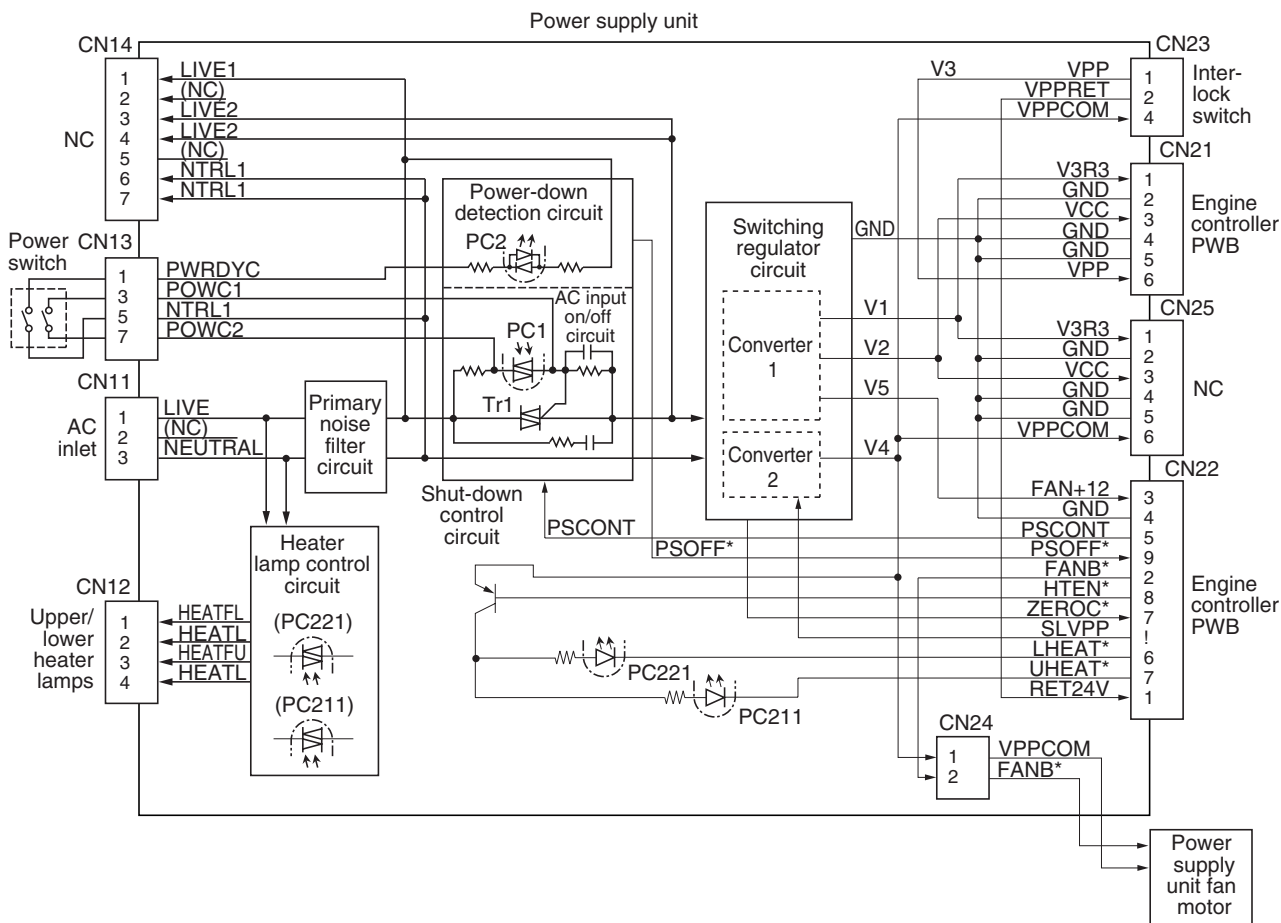 Power supply unit
CN14
1
2
3
4
5
6
7
NC
LIVE1
(NC)
LIVE2
LIVE2
(NC)
NTRL1
NTRL1
Power
switch
CN13
1
3
5
7
PWRDYC
POWC1
NTRL1
POWC2
CN11
AC
inlet
1
2
3
LIVE
(NC)
NEUTRAL
Primary
noise
filter
circuit
Power-down
detection circuit
PC2
AC input
on/off
circuit
PC1
Tr1
Shut-down
control
circuit
PSCONT
PSOFF*
Heater
lamp control
circuit
(PC221)
(PC211)
CN12
Upper/
lower
heater
lamps
1
2
3
4
HEATFL
HEATL
HEATFU
HEATL
Switching
regulator
circuit
Converter
1
Converter
2
GND
V1
V2
V5
V4
V3
PC221
PC211
CN23
VPP
VPPRET
VPPCOM
1
2
4
Inter-
lock
switch
CN21
V3R3
GND
VCC
GND
GND
VPP
1
2
3
4
5
6
Engine
controller
PWB
CN25
V3R3
GND
VCC
GND
GND
VPPCOM
1
2
3
4
5
6
NC
CN22
FAN+12
GND
PSCONT
PSOFF*
FANB*
HTEN*
ZEROC*
SLVPP
LHEAT*
UHEAT*
RET24V
3
4
5
9
2
8
7
!
6
7
1
Engine
controller
PWB
CN24
1
2
VPPCOM
FANB*
Power
supply
unit fan
motor